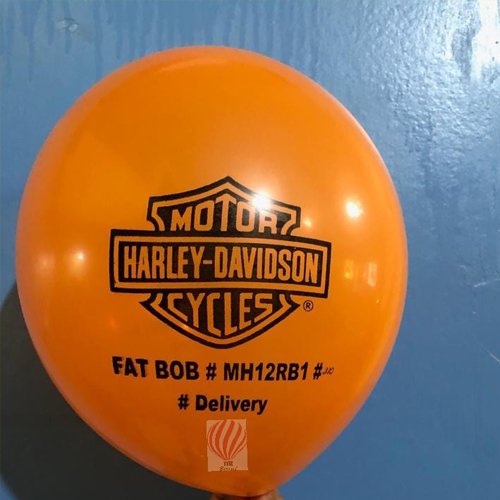 MOTOR
HARLEY-DAVIDSON
CYCLES ®
FAT BOB # MH12RB1 #
# Delivery